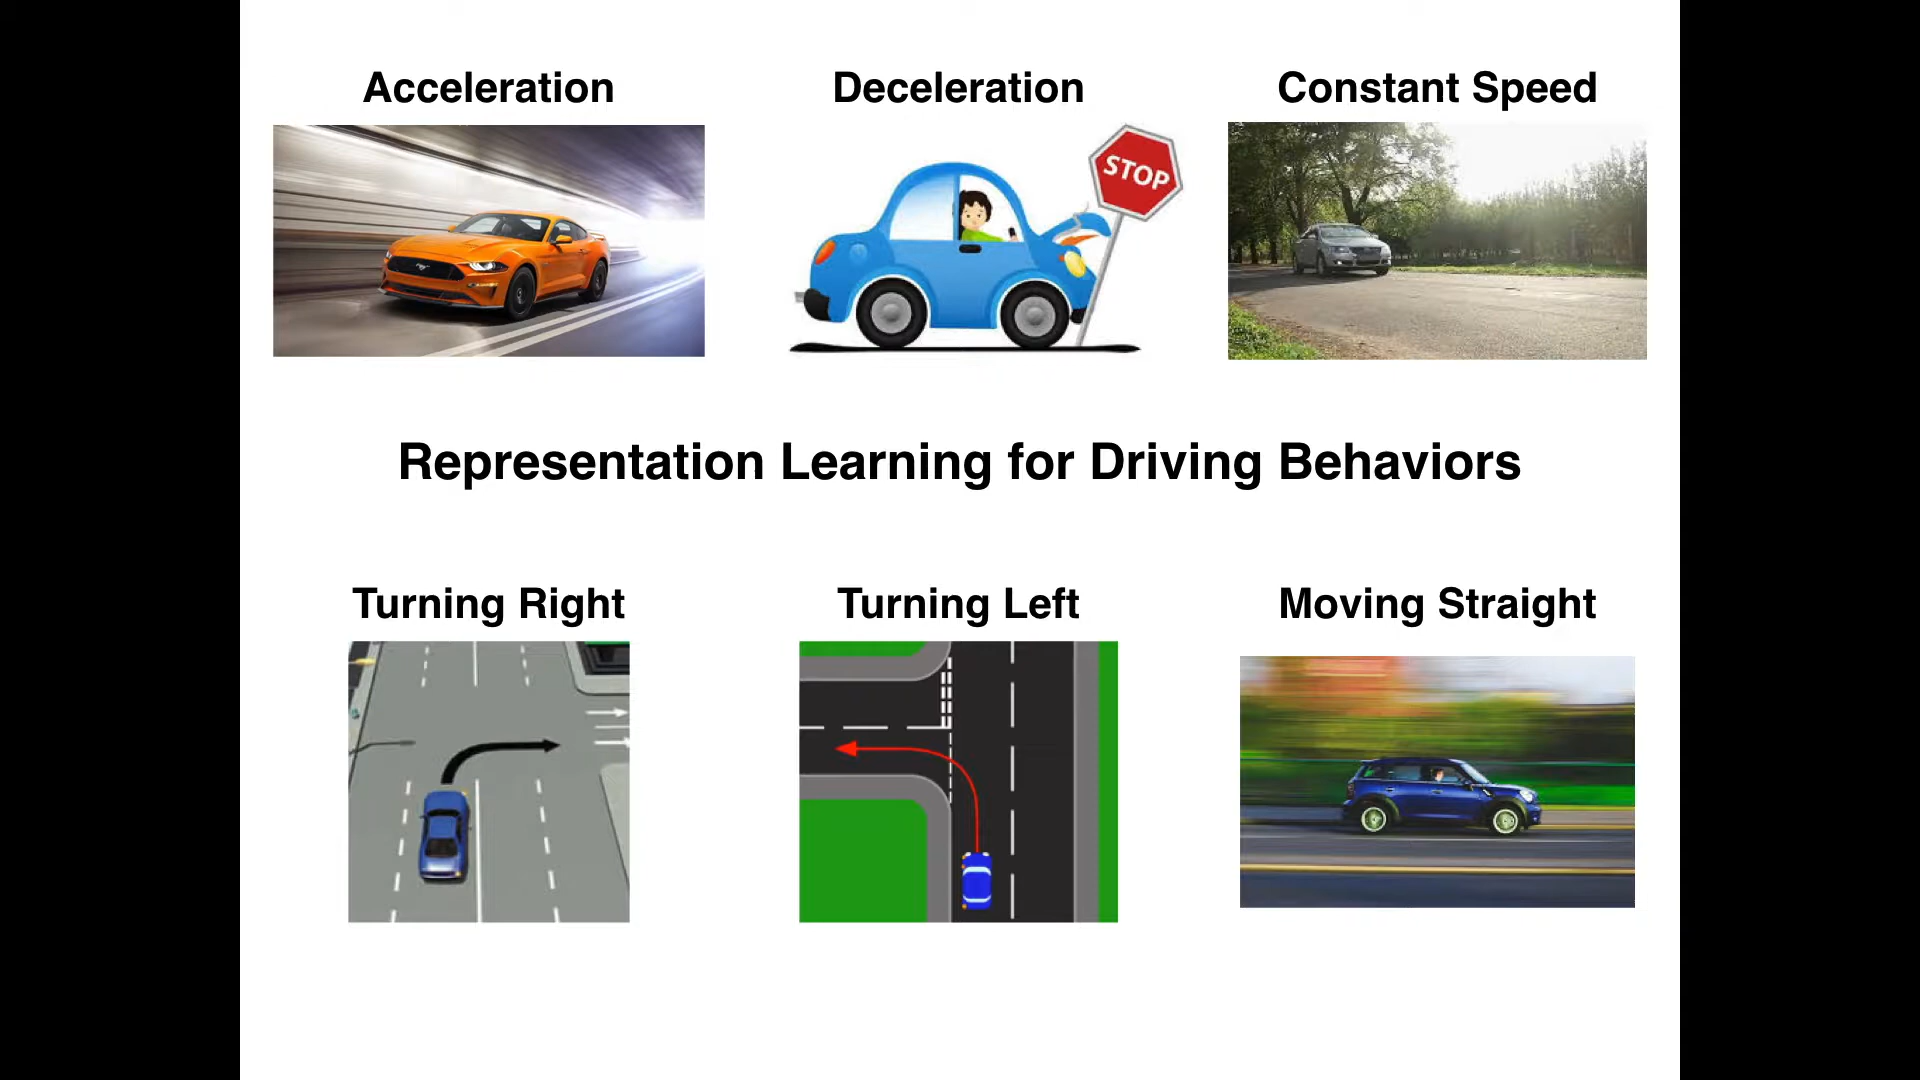 Acceleration
Deceleration
Constant Speed
STOP
Representation Learning for Driving Behaviors
Turning Right
Turning Left
Moving Straight